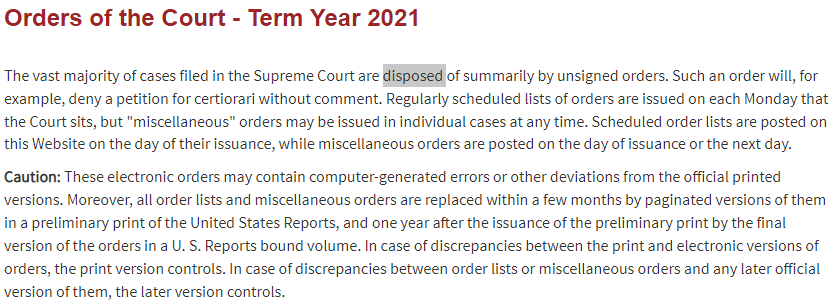 Orders of the Court - Term Year 2021
The vast majority of cases filed in the Supreme Court are disposed of summarily by unsigned orders. Such an order will, for
example, deny a petition for certiorari without comment. Regularly scheduled lists of orders are issued on each Monday that
the Court sits, but "miscellaneous" orders may be issued in individual cases at any time. Scheduled order lists are posted on
this Website on the day of their issuance, while miscellaneous orders are posted on the day of issuance or the next day.
Caution: These electronic orders may contain computer-generated errors or other deviations from the official printed
versions. Moreover, all order lists and miscellaneous orders are replaced within a few months by paginated versions of them
in a preliminary print of the United States Reports, and one year after the issuance of the preliminary print by the final
version of the orders in a U. S. Reports bound volume. In case of discrepancies between the print and electronic versions of
orders, the print version controls. In case of discrepancies between order lists or miscellaneous orders and any later official
version of them, the later version controls.